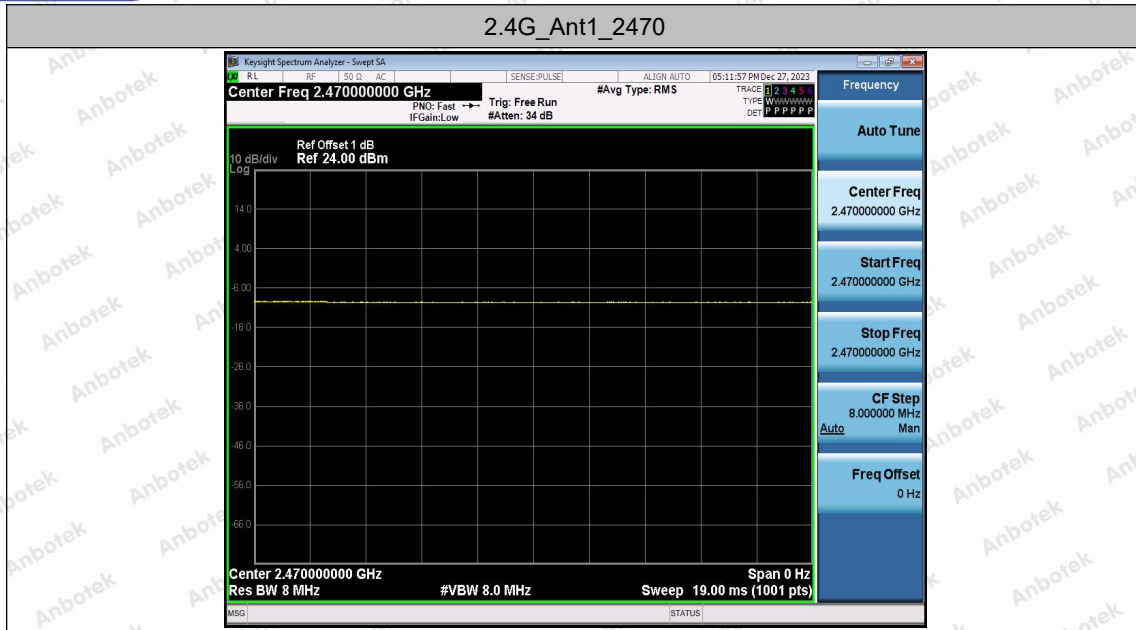 2.4G_Ant1_2470
Keysight Spectrum Analyzer - Swept SA
RL RF 50 Ω AC SENSE:PULSE ALIGN AUTO 05:11:57 PM Dec 27, 2023
Center Freq 2.470000000 GHz
PNO: Fast
IFGain:Low
Trig: Free Run
#Atten: 34 dB
#Avg Type: RMS
TRACE 1 2 3 4 5 6
TYPE WWWWWW
DET P P P P P P
Ref Offset 1 dB
10 dB/div Ref 24.00 dBm
Log
14.0
4.00
-6.00
-16.0
-26.0
-36.0
-46.0
-56.0
-66.0
Center 2.470000000 GHz Span 0 Hz
Res BW 8 MHz #VBW 8.0 MHz Sweep 19.00 ms (1001 pts)
MSG STATUS
Frequency
Auto Tune
Center Freq
2.470000000 GHz
Start Freq
2.470000000 GHz
Stop Freq
2.470000000 GHz
CF Step
8.000000 MHz
Auto Man
Freq Offset
0 Hz
Anbotek